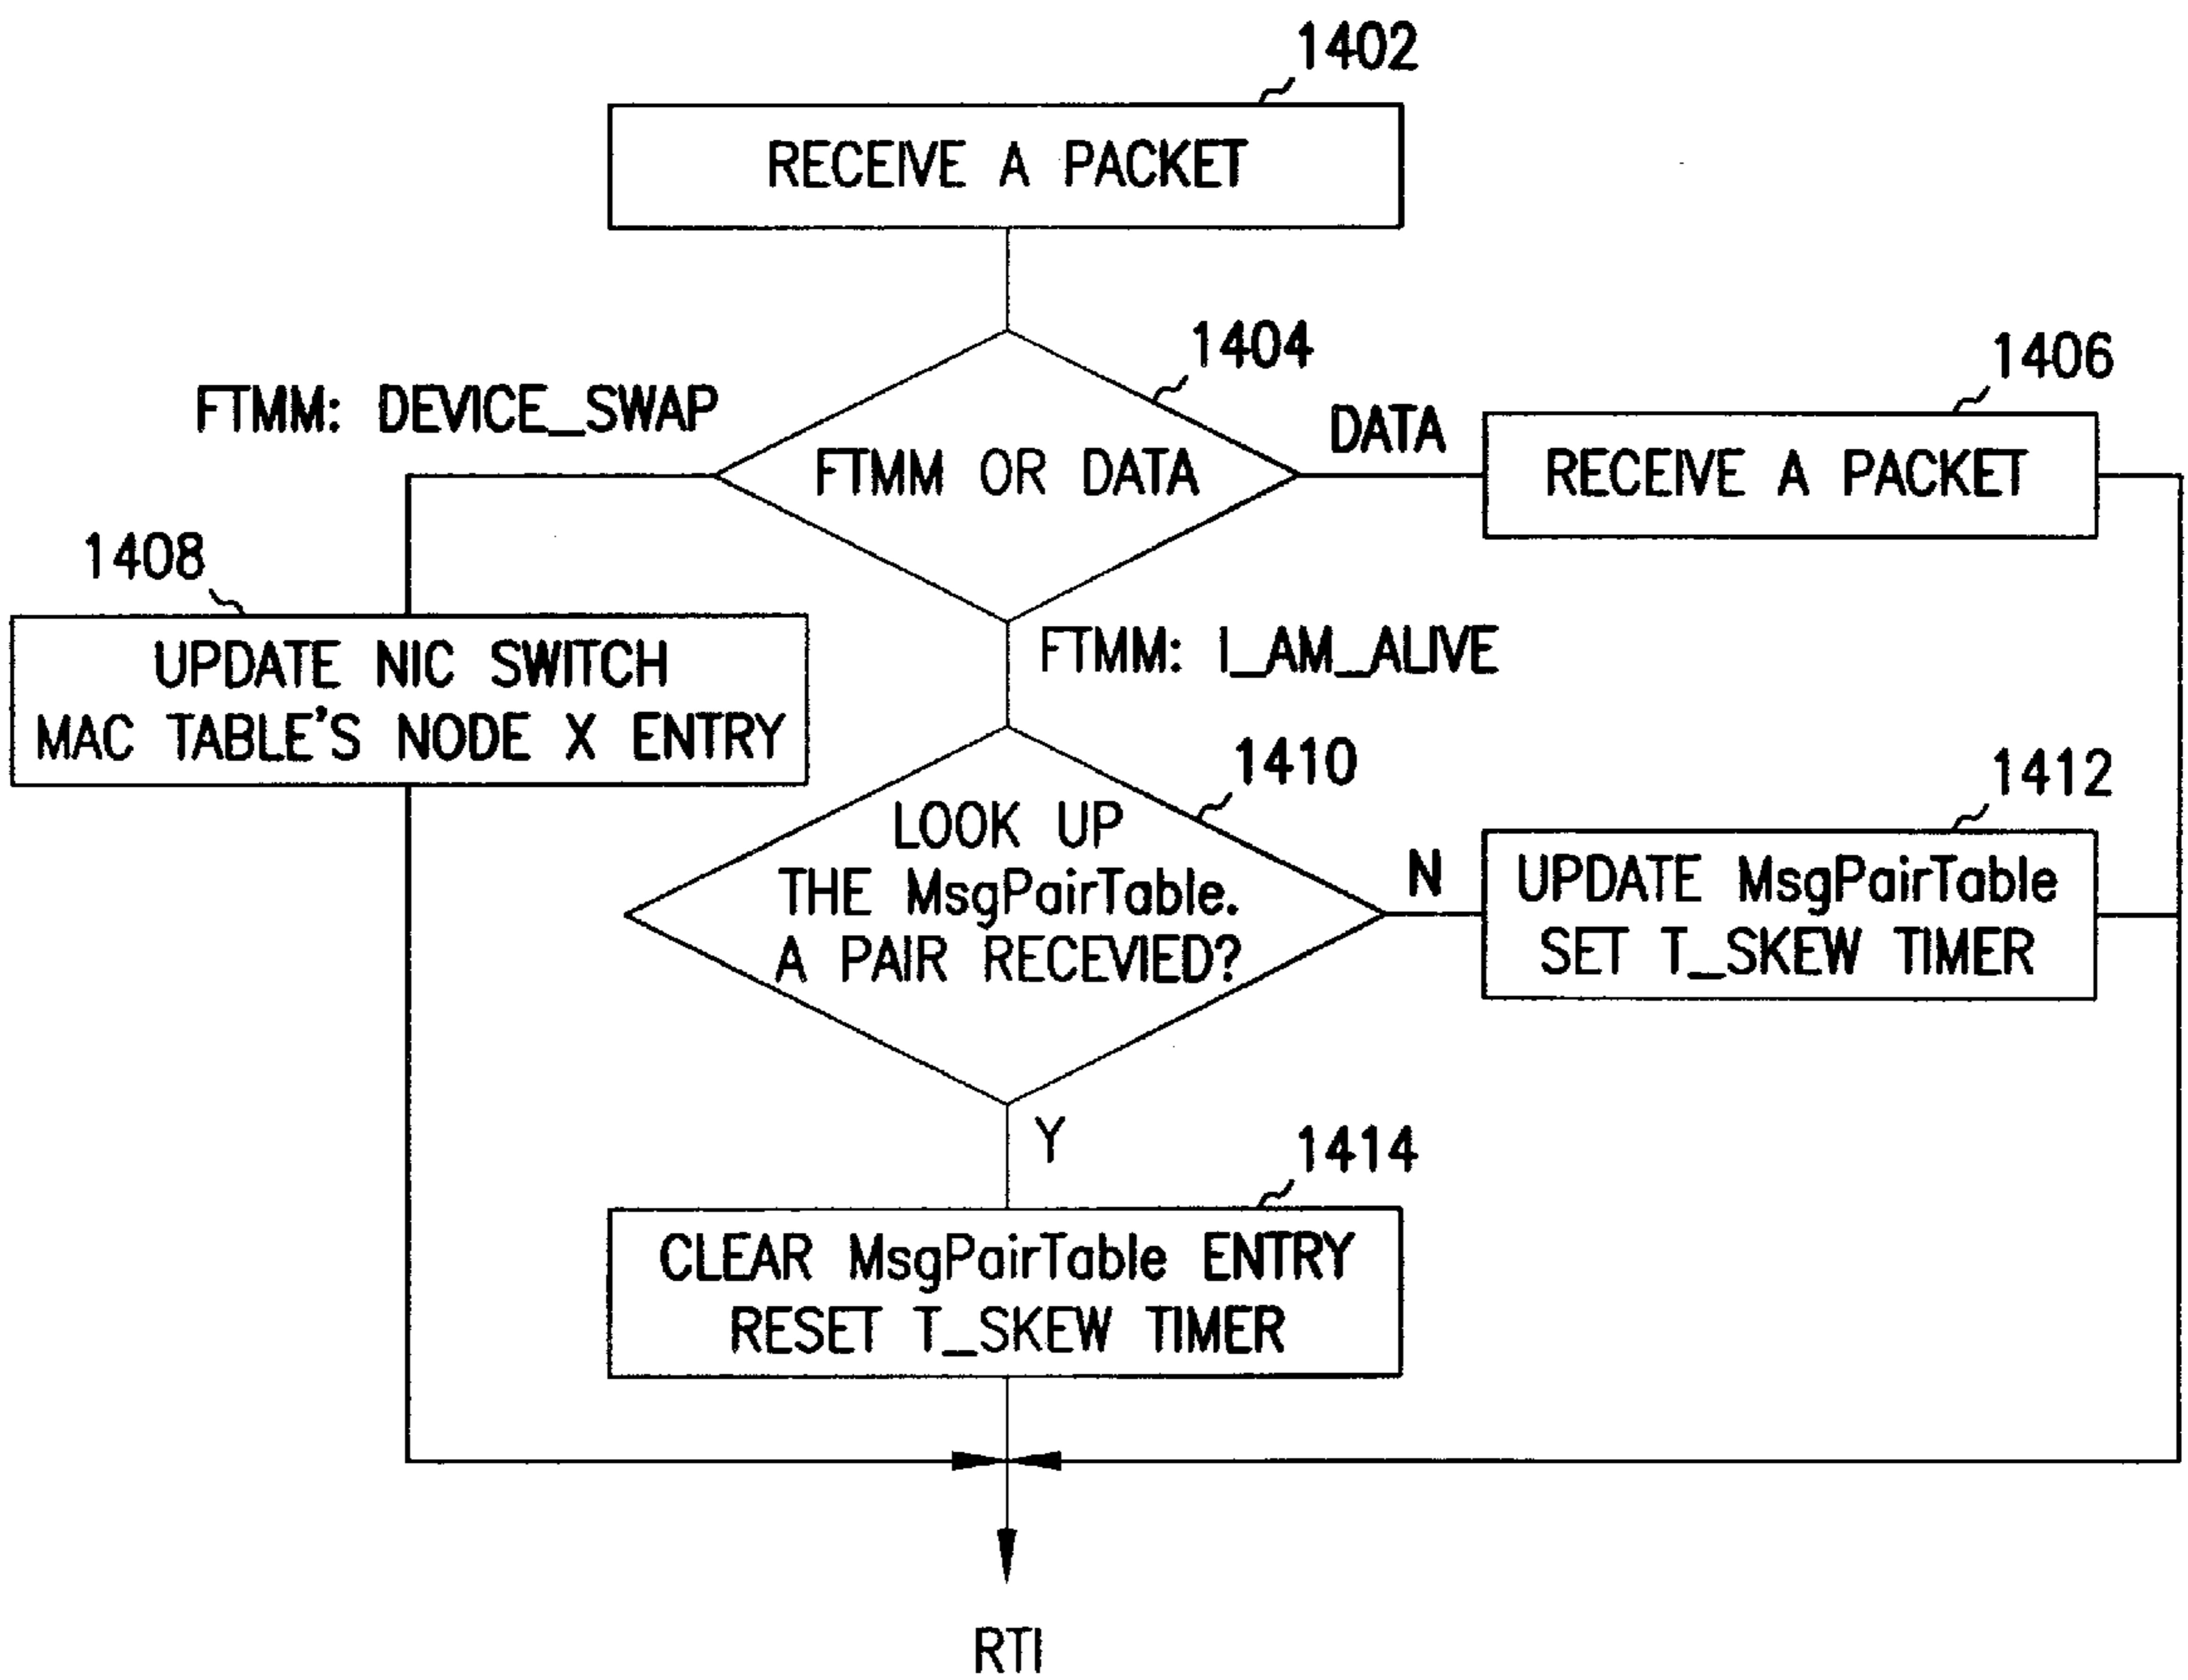 1402
RECEIVE A PACKET
1404
1406
FTMM: DEVICE_SWAP
DATA
FTMM OR DATA
RECEIVE A PACKET
1408
FTMM: I_AM_ALIVE
UPDATE NIC SWITCH
MAC TABLE'S NODE X ENTRY
1410
1412
LOOK UP
THE MsgPairTable.
A PAIR RECEVIED?
N
UPDATE MsgPairTable
SET T_SKEW TIMER
Y
1414
CLEAR MsgPairTable ENTRY
RESET T_SKEW TIMER
RTI